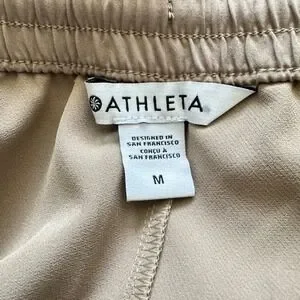 ATHLETA
DESIGNED IN
SAN FRANCISCO
CONÇU À
SAN FRANCISCO
M